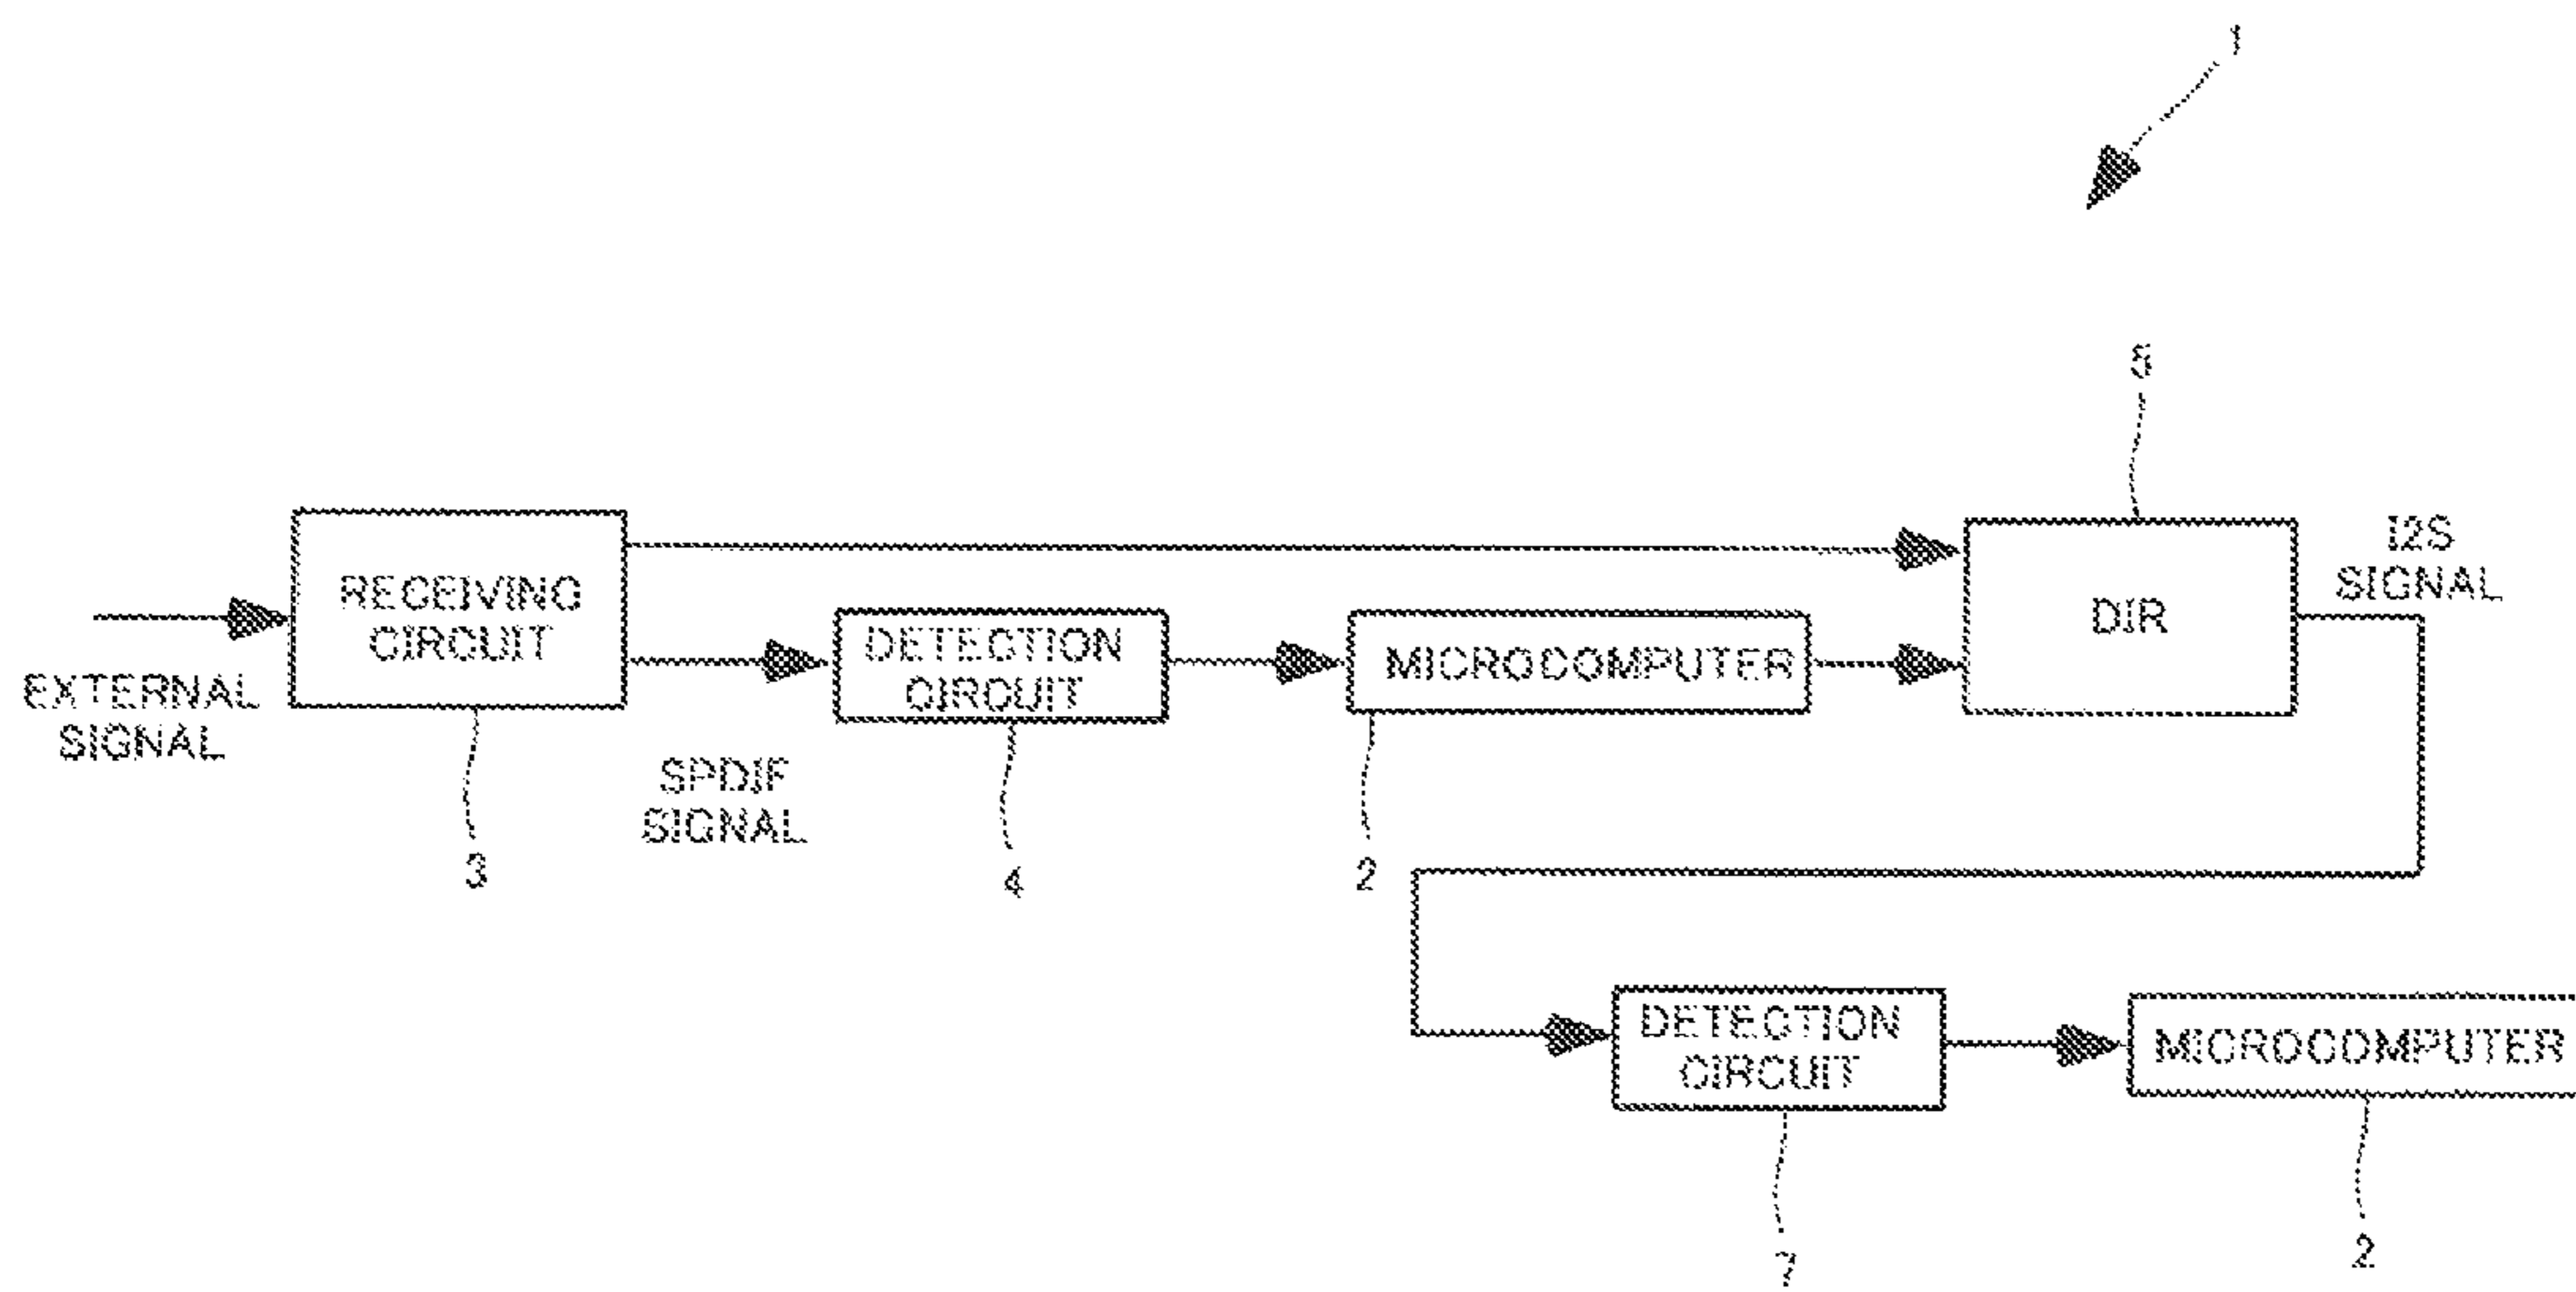 1
5
I2S
SIGNAL
RECEIVING
CIRCUIT
DIR
DETECTION
CIRCUIT
MICROCOMPUTER
EXTERNAL
SIGNAL
SPDIF
SIGNAL
3
4
2
DETECTION
CIRCUIT
MICROCOMPUTER
7
2